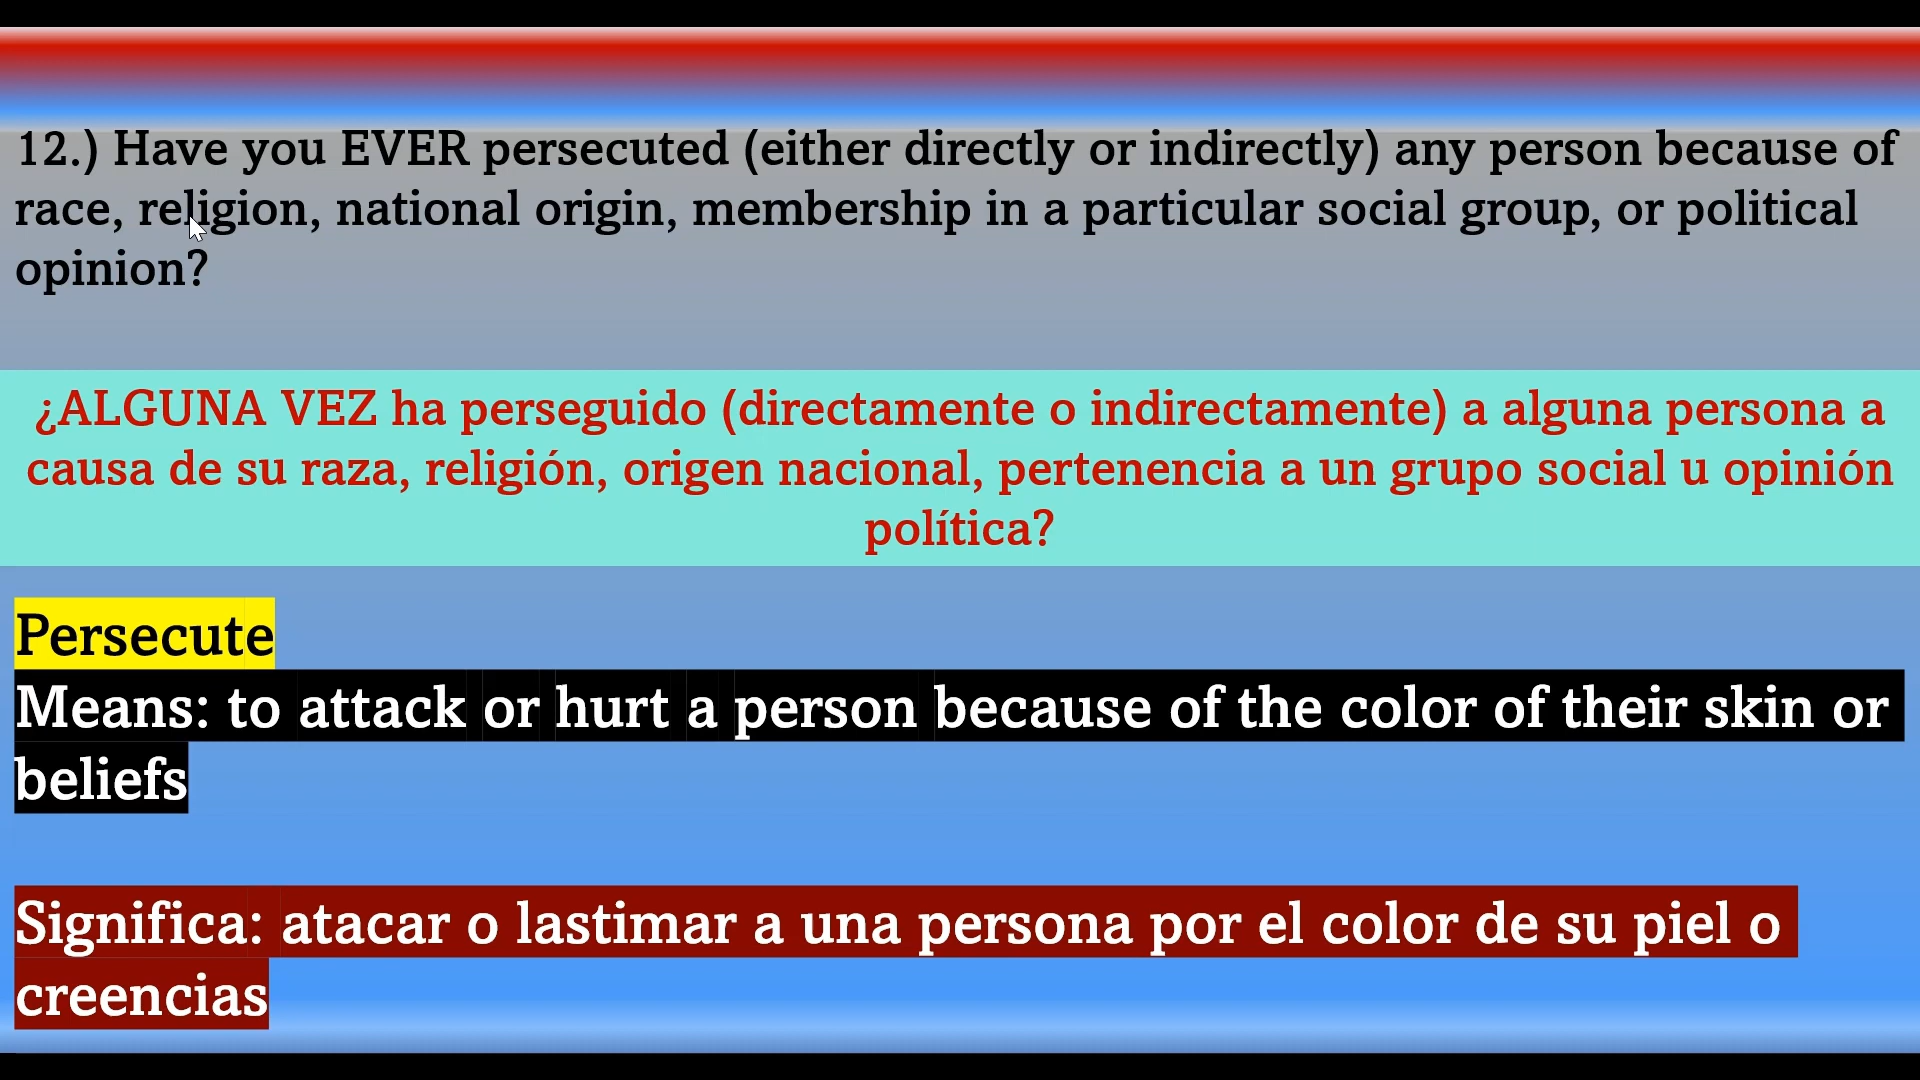 12.) Have you EVER persecuted (either directly or indirectly) any person because of
race, religion, national origin, membership in a particular social group, or political
opinion?
¿ALGUNA VEZ ha perseguido (directamente o indirectamente) a alguna persona a
causa de su raza, religión, origen nacional, pertenencia a un grupo social u opinión
política?
Persecute
Means: to attack or hurt a person because of the color of their skin or
beliefs
Significa: atacar o lastimar a una persona por el color de su piel o
creencias